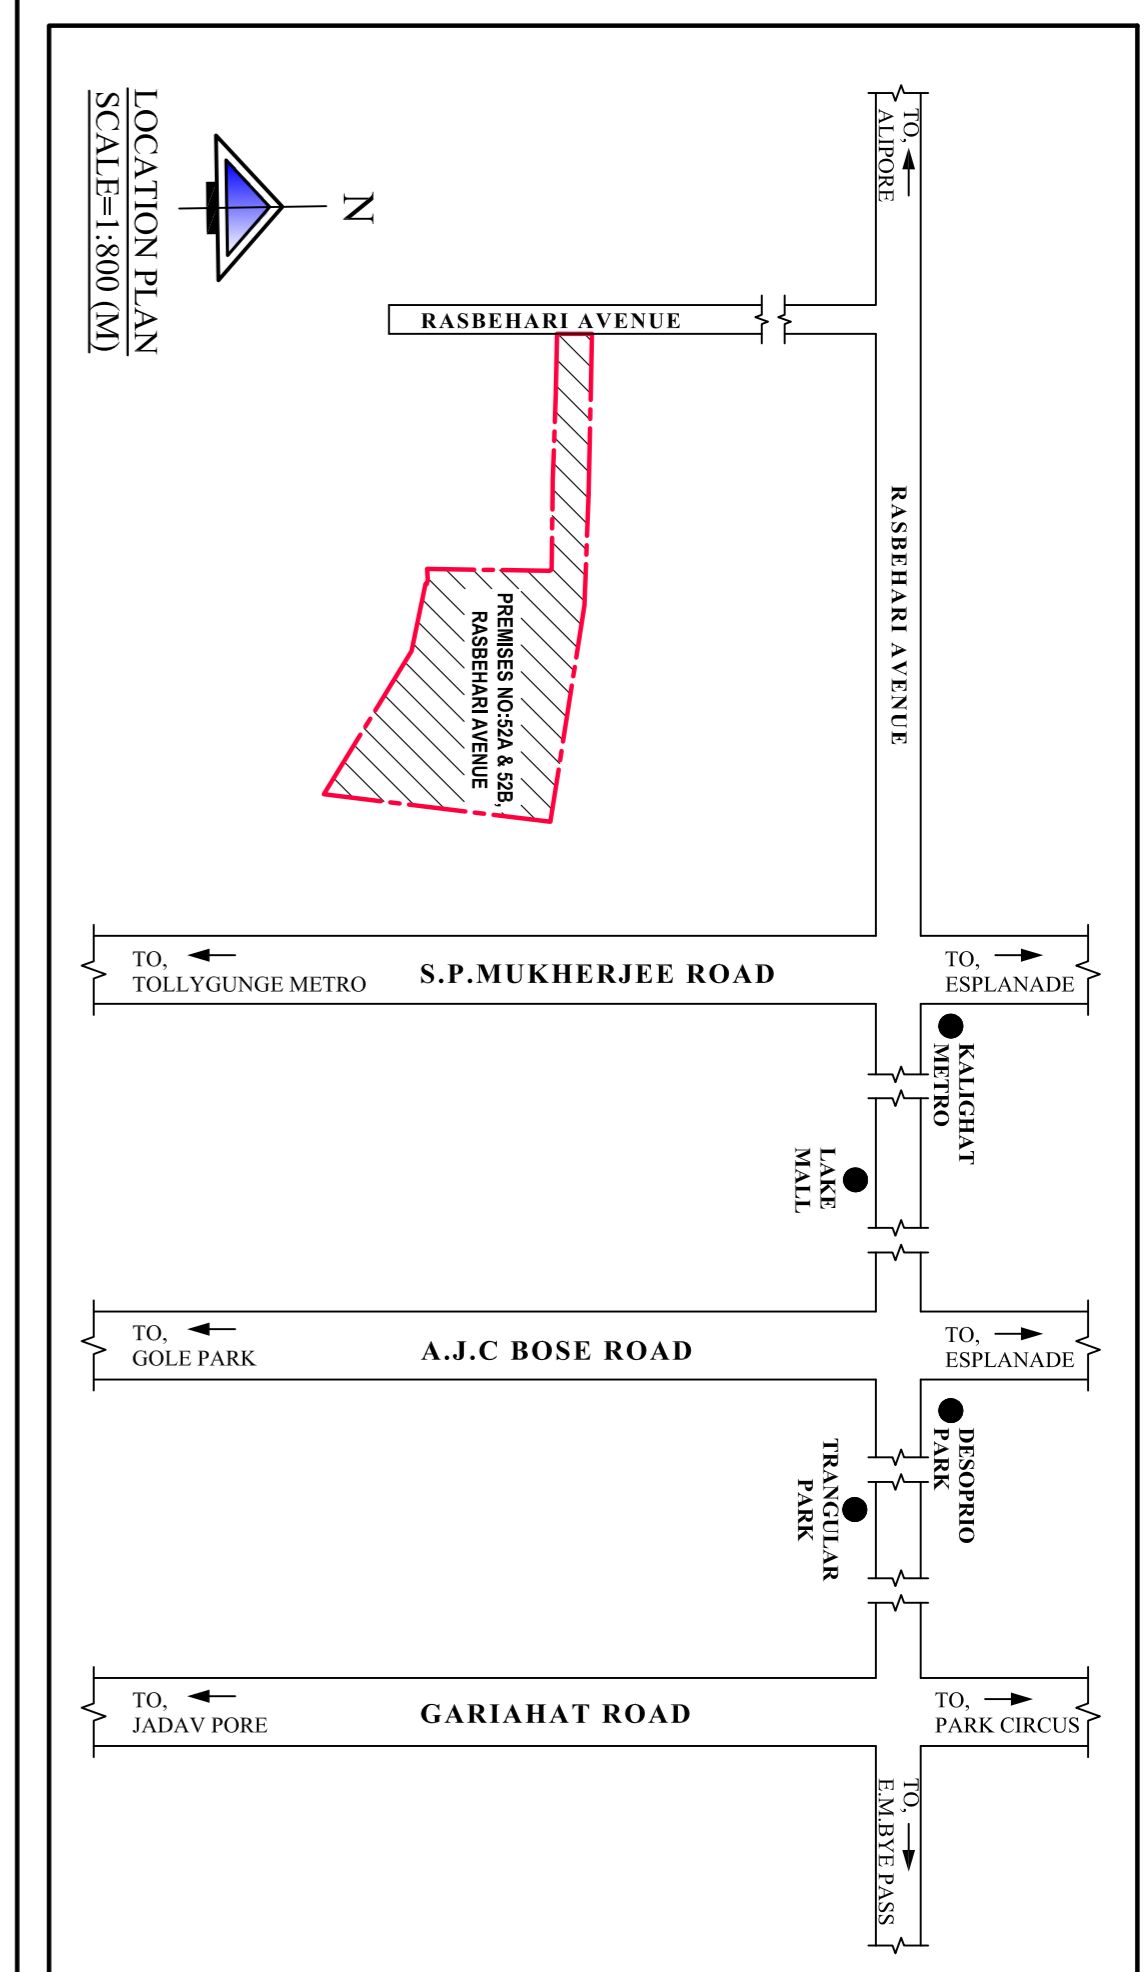 TO,
ALIPORE
N
LOCATION PLAN
SCALE=1:800 (M)
RASBEHARI AVENUE
RASBEHARI AVENUE
PREMISES NO:52A & 52B,
RASBEHARI AVENUE
TO,
TOLLYGUNGE METRO
S.P.MUKHERJEE ROAD
TO,
ESPLANADE
KALIGHAT
METRO
LAKE
MALL
TO,
GOLE PARK
A.J.C BOSE ROAD
TO,
ESPLANADE
DESOPRIO
PARK
TRANGULAR
PARK
TO,
JADAV PORE
GARIAHAT ROAD
TO,
PARK CIRCUS
TO,
E.M.BYE PASS